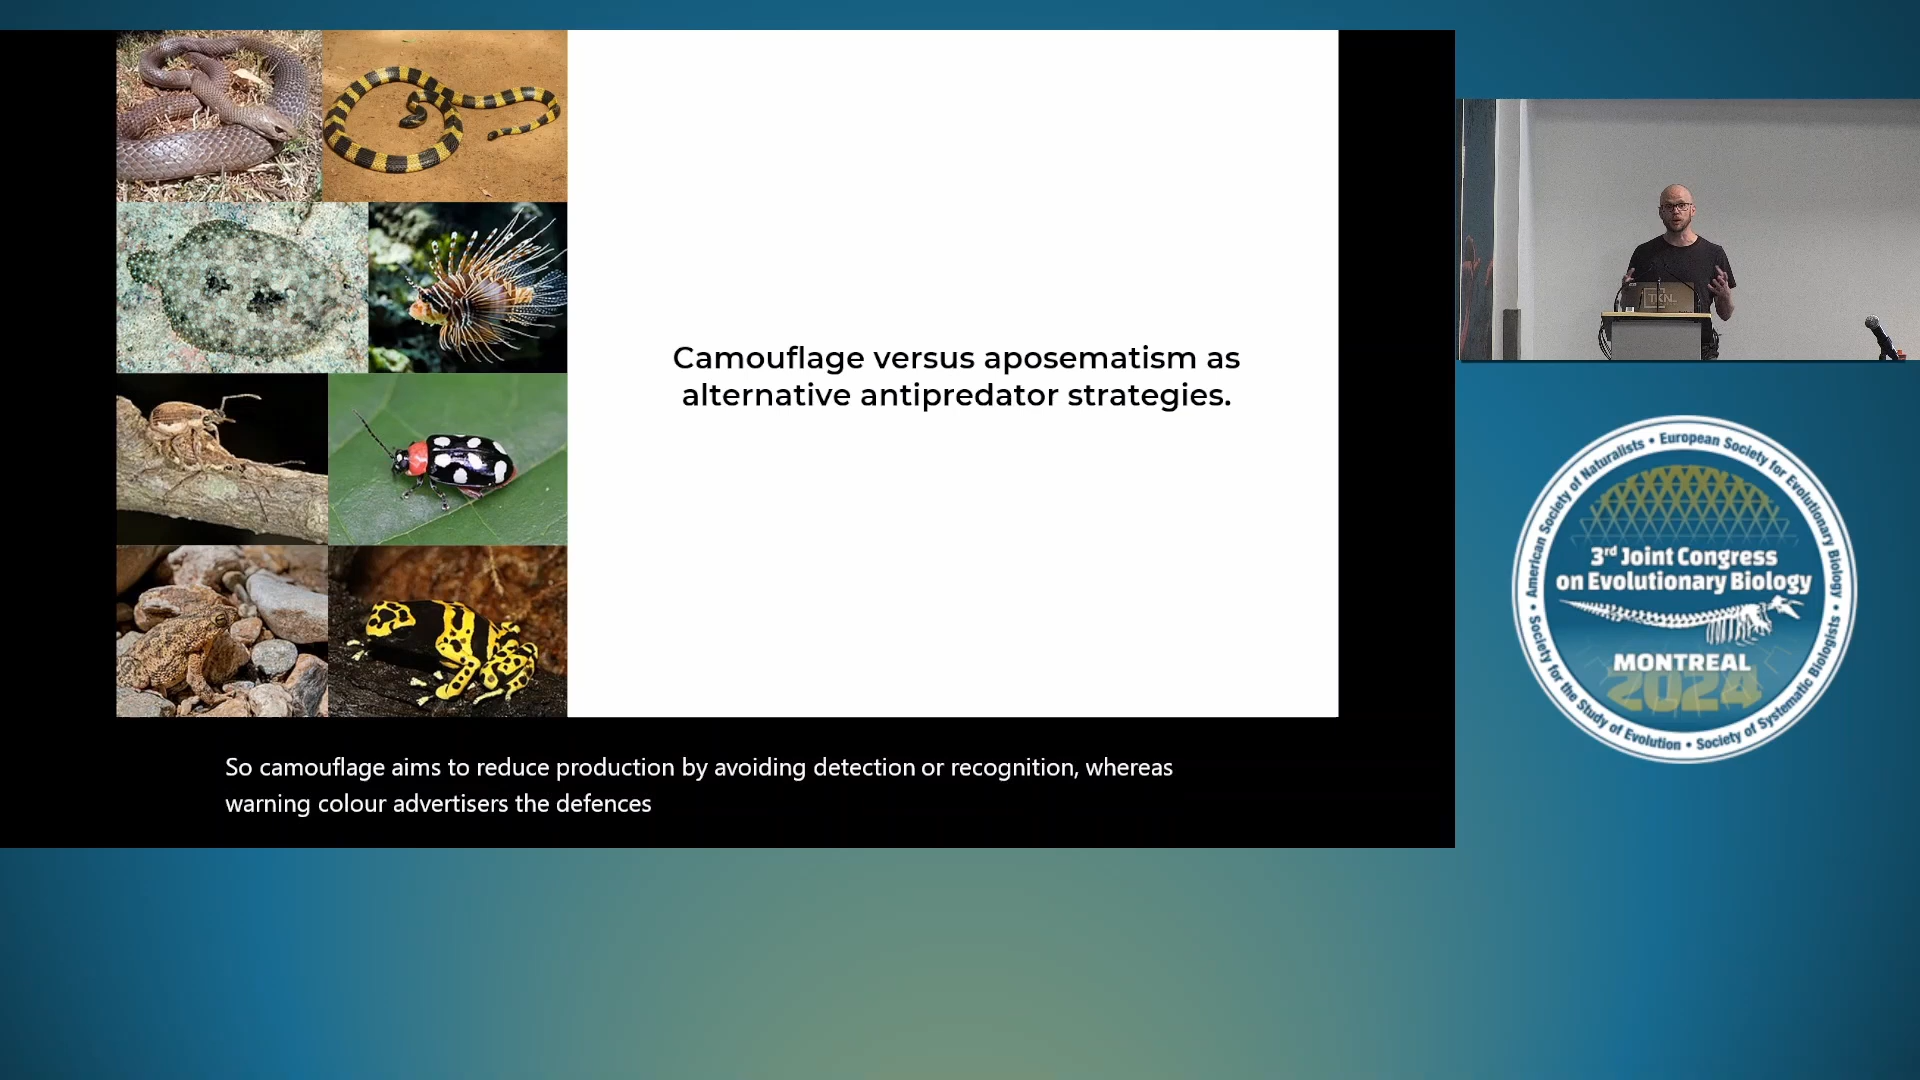 Camouflage versus aposematism as
alternative antipredator strategies.
So camouflage aims to reduce production by avoiding detection or recognition, whereas
warning colour advertisers the defences
TKNL
American Society of Naturalists • European Society for Evolutionary Biology •
Society for the Study of Evolution • Society of Systematic Biologists •
3rd Joint Congress
on Evolutionary Biology
MONTREAL
2024